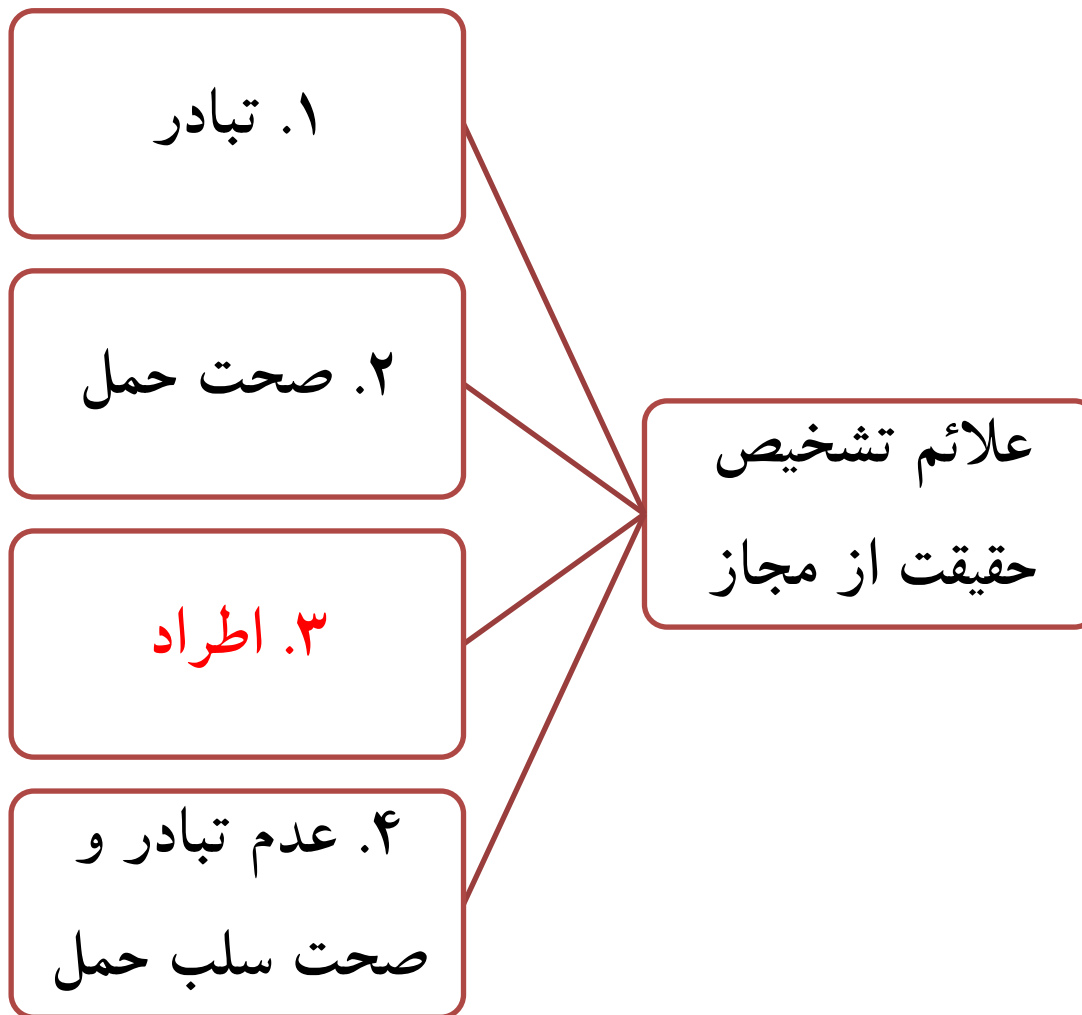 علائم تشخیص
حقیقت از مجاز
۱. تبادر
۲. صحت حمل
۳. اطراد
۴. عدم تبادر و
صحت سلب حمل